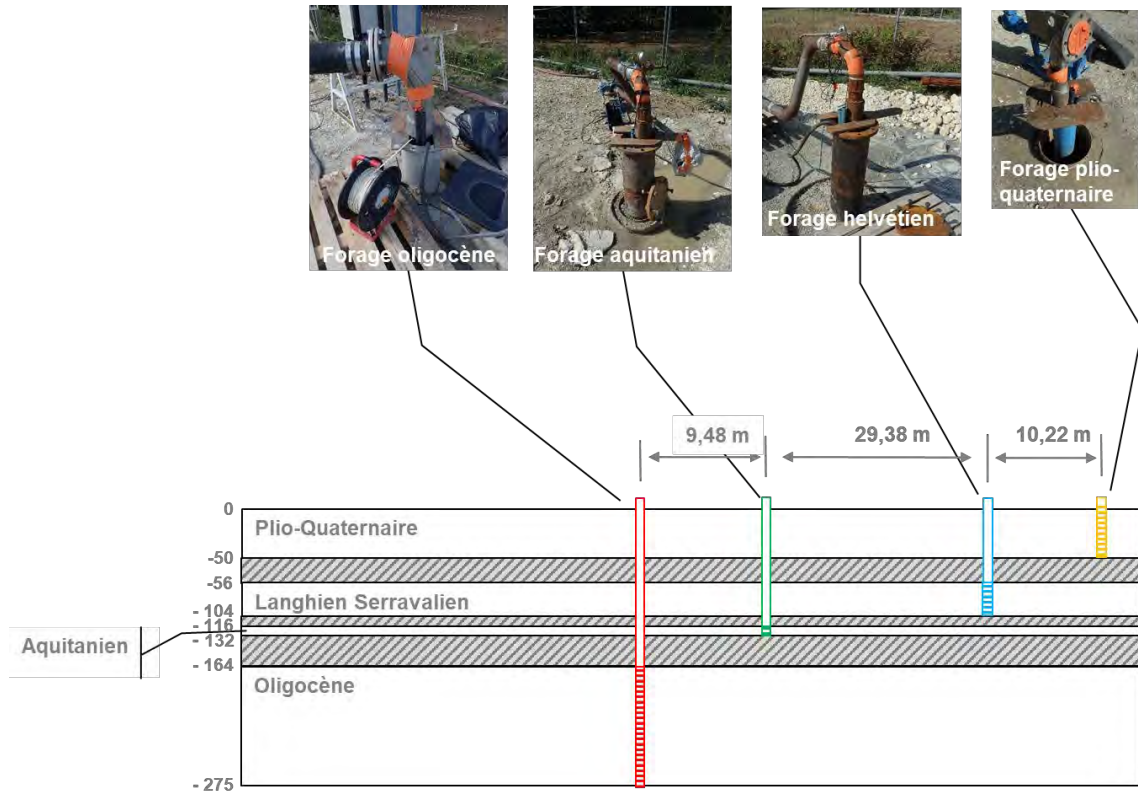 Forage oligocène
Forage aquitanien
Forage helvétien
Forage plio-
quaternaire
9,48 m
29,38 m
10,22 m
0
Plio-Quaternaire
-50
-56
Langhien Serravalien
- 104
- 116
Aquitanien
- 132
- 164
Oligocène
- 275